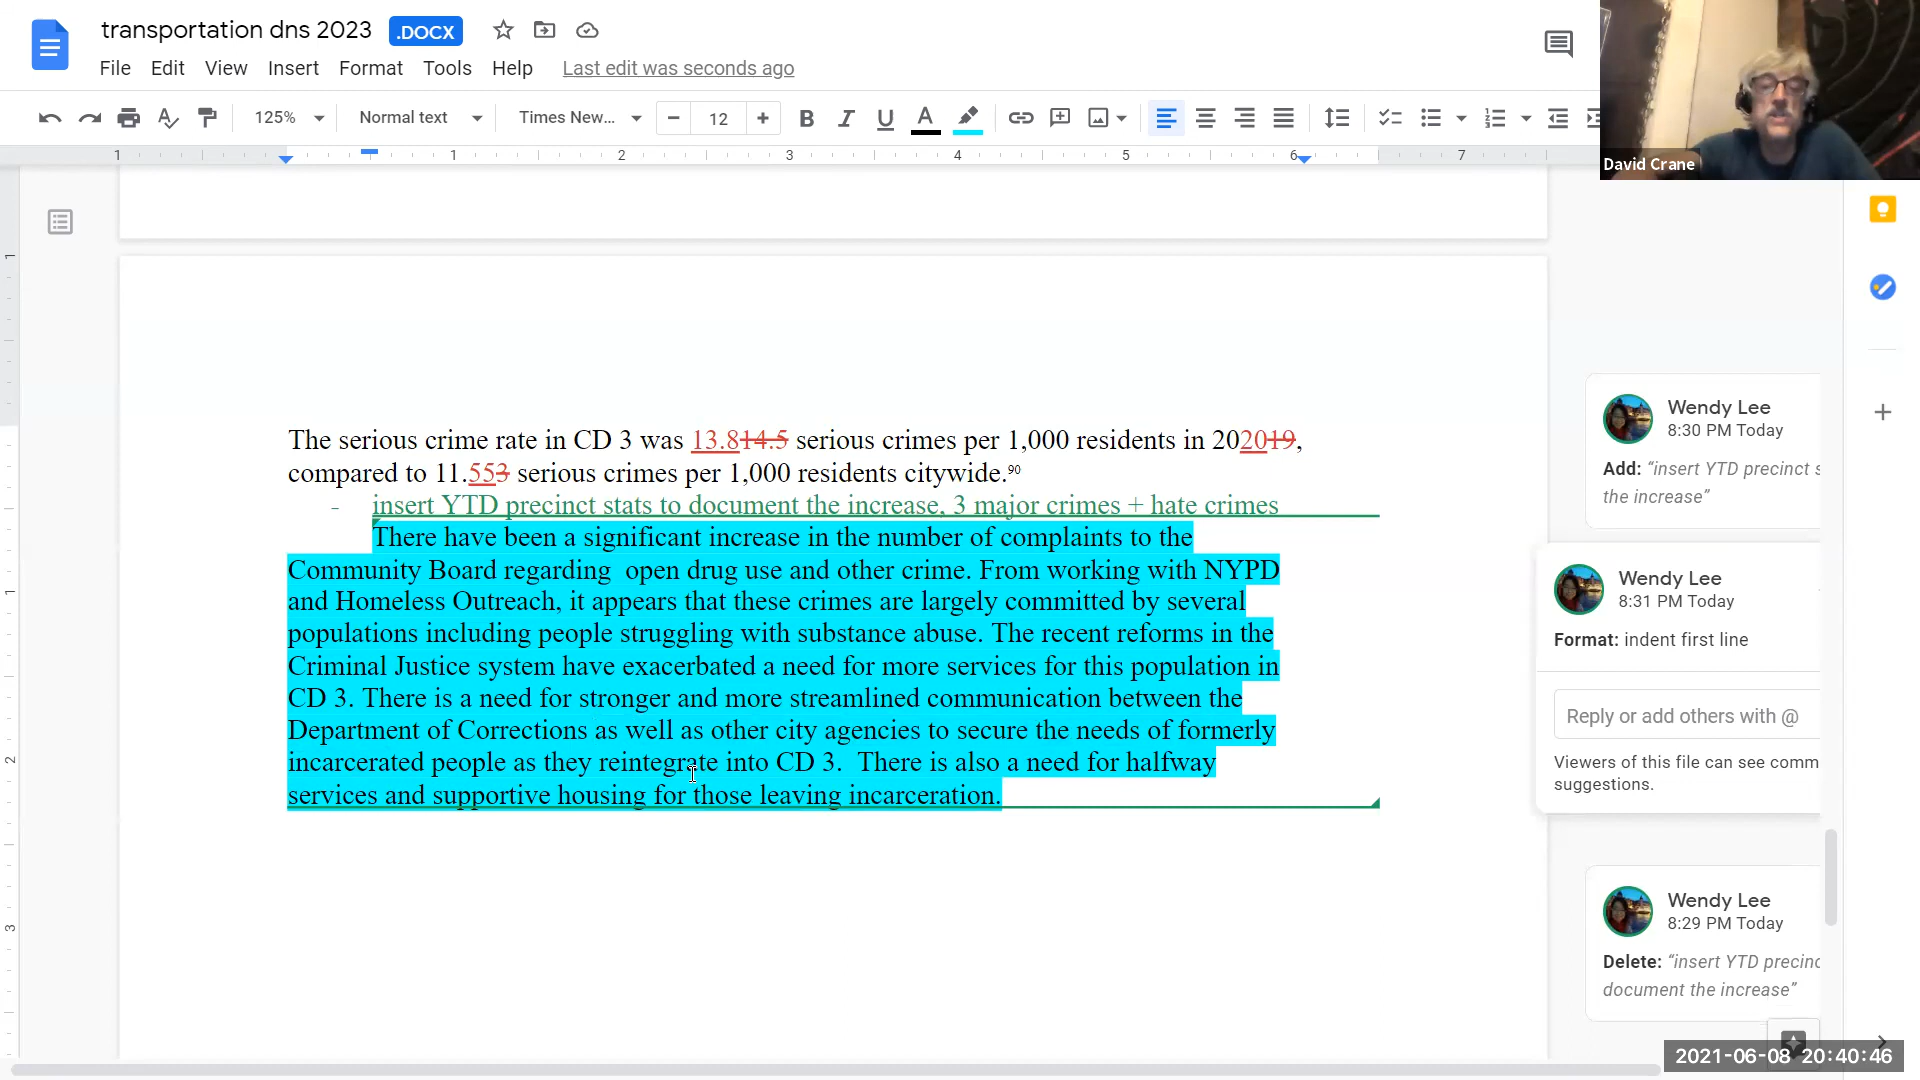 transportation dns 2023 .DOCX
File Edit View Insert Format Tools Help Last edit was seconds ago
125% Normal text Times New... − 12 + B I U A
1 1 2 3 4 5 6 7
David Crane
The serious crime rate in CD 3 was 13.814.5 serious crimes per 1,000 residents in 202019,
compared to 11.553 serious crimes per 1,000 residents citywide.90
- insert YTD precinct stats to document the increase, 3 major crimes + hate crimes
There have been a significant increase in the number of complaints to the
Community Board regarding  open drug use and other crime. From working with NYPD
and Homeless Outreach, it appears that these crimes are largely committed by several
populations including people struggling with substance abuse. The recent reforms in the
Criminal Justice system have exacerbated a need for more services for this population in
CD 3. There is a need for stronger and more streamlined communication between the
Department of Corrections as well as other city agencies to secure the needs of formerly
incarcerated people as they reintegrate into CD 3.  There is also a need for halfway
services and supportive housing for those leaving incarceration.
1
1
2
3
Wendy Lee
8:30 PM Today
Add: “insert YTD precinct s
the increase”
Wendy Lee
8:31 PM Today
Format: indent first line
Reply or add others with @
Viewers of this file can see comm
suggestions.
Wendy Lee
8:29 PM Today
Delete: “insert YTD precinc
document the increase”
2021-06-08 20:40:46